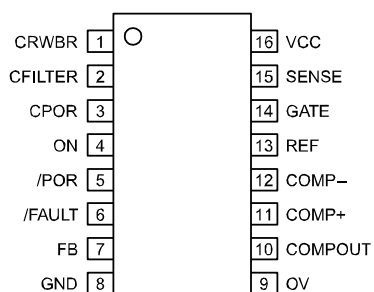 CRWBR 1 16 VCC
CFILTER 2 15 SENSE
CPOR 3 14 GATE
ON 4 13 REF
/POR 5 12 COMP–
/FAULT 6 11 COMP+
FB 7 10 COMPOUT
GND 8 9 OV